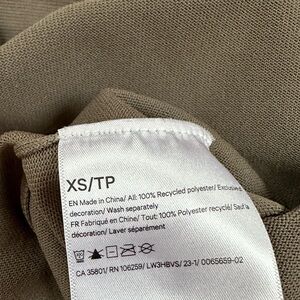 XS/TP
EN Made in China/ All: 100% Recycled polyester/ Exclusive
decoration/ Wash separately
FR Fabriqué en Chine/ Tout: 100% Polyester recyclé/ Sauf la
décoration/ Laver séparément
CA 35801/ RN 106259/ LW3HBVS/ 23-1/ 0065659-02